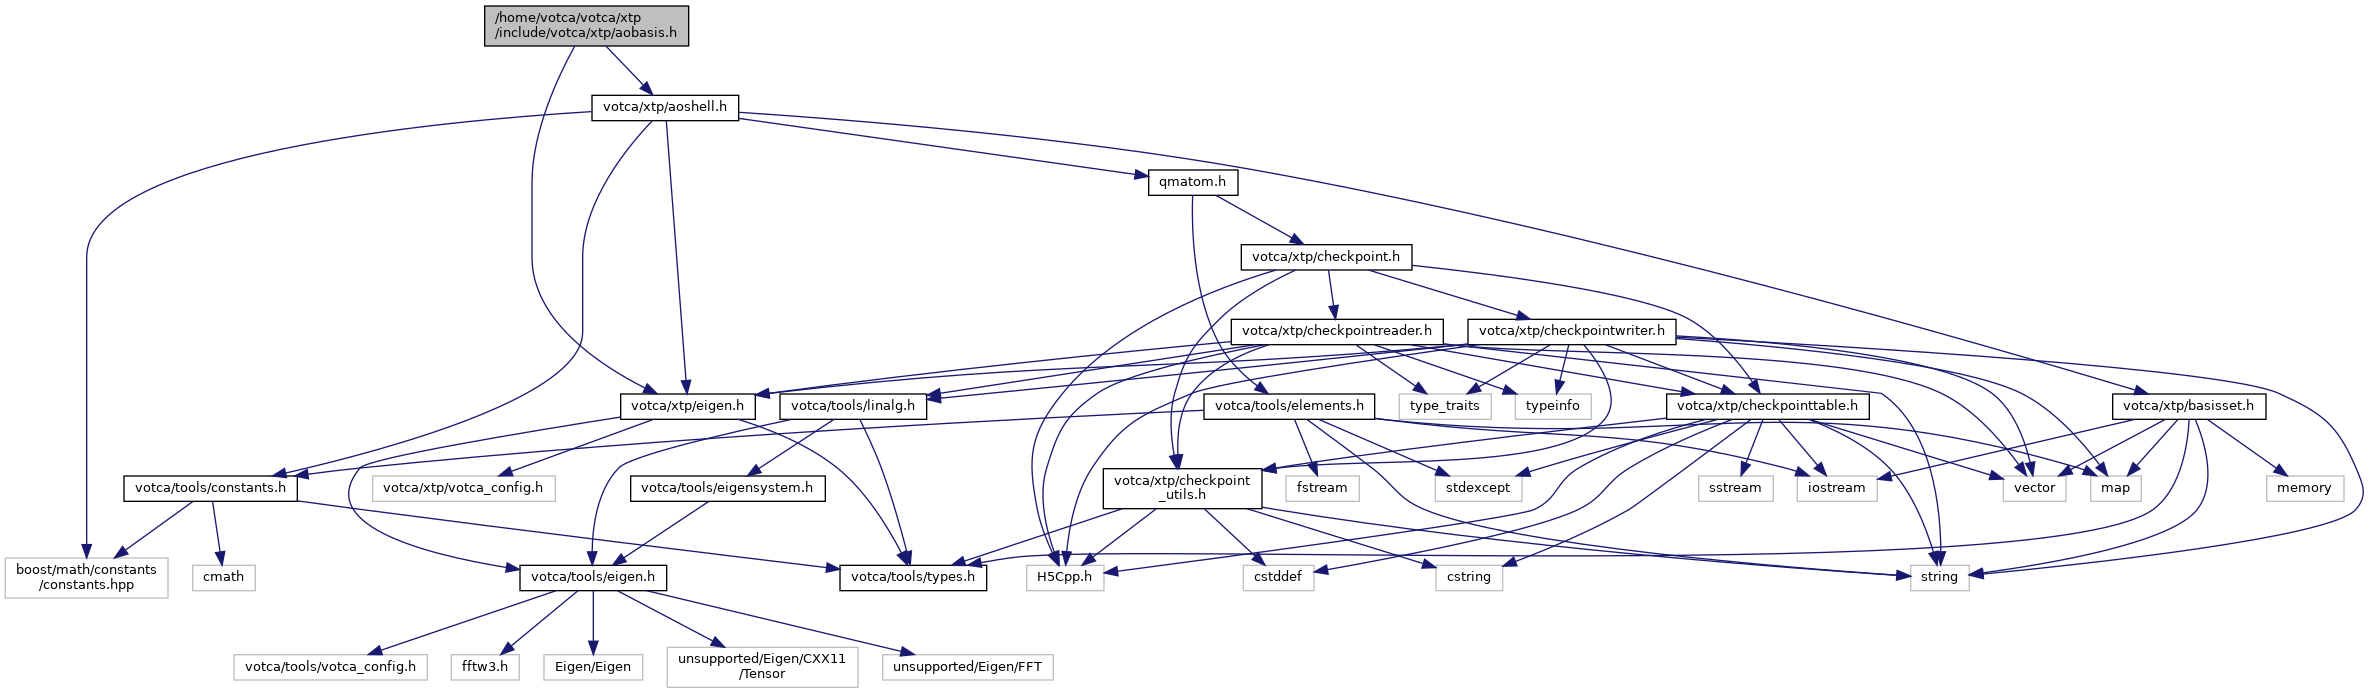 /home/votca/votca/xtp
/include/votca/xtp/aobasis.h
votca/xtp/aoshell.h
qmatom.h
votca/xtp/checkpoint.h
votca/xtp/checkpointreader.h
votca/xtp/checkpointwriter.h
votca/xtp/eigen.h
votca/tools/linalg.h
votca/tools/elements.h
type_traits
typeinfo
votca/xtp/checkpointtable.h
votca/xtp/basisset.h
votca/tools/constants.h
votca/xtp/votca_config.h
votca/tools/eigensystem.h
votca/xtp/checkpoint
_utils.h
fstream
stdexcept
sstream
iostream
vector
map
memory
boost/math/constants
/constants.hpp
cmath
votca/tools/eigen.h
votca/tools/types.h
H5Cpp.h
cstddef
cstring
string
votca/tools/votca_config.h
fftw3.h
Eigen/Eigen
unsupported/Eigen/CXX11
/Tensor
unsupported/Eigen/FFT